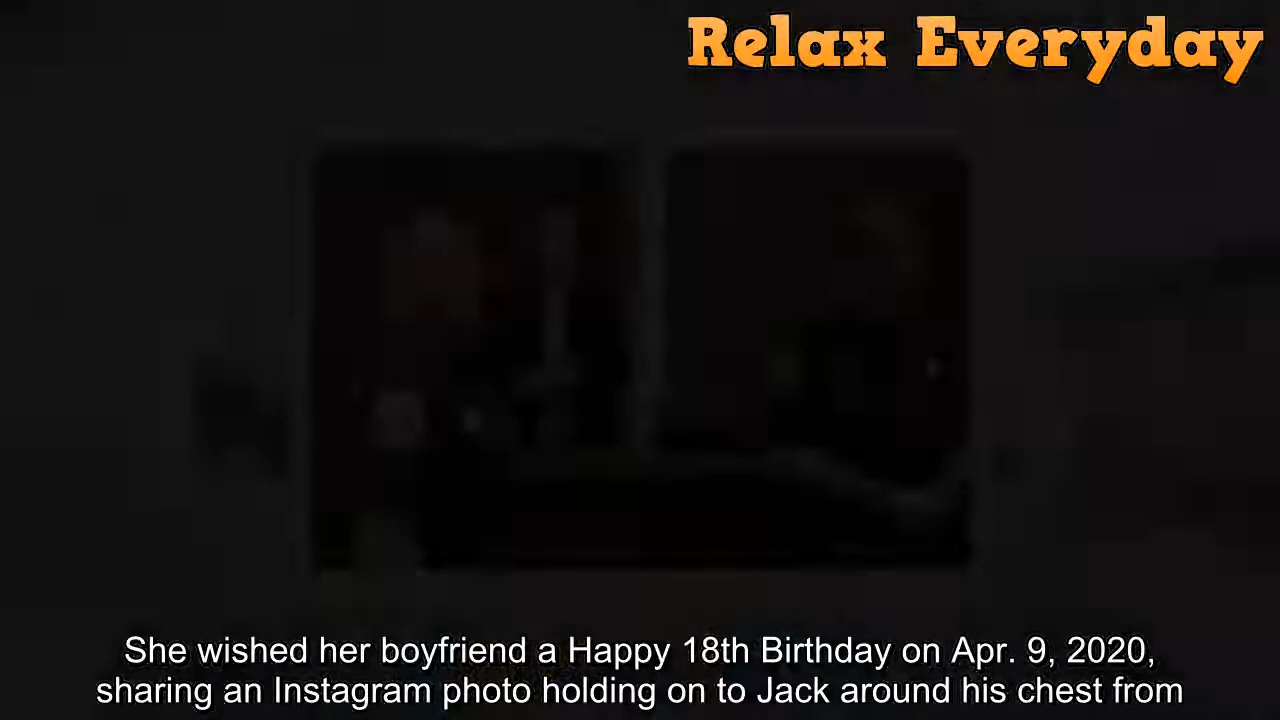 Relax Everyday
She wished her boyfriend a Happy 18th Birthday on Apr. 9, 2020,
sharing an Instagram photo holding on to Jack around his chest from